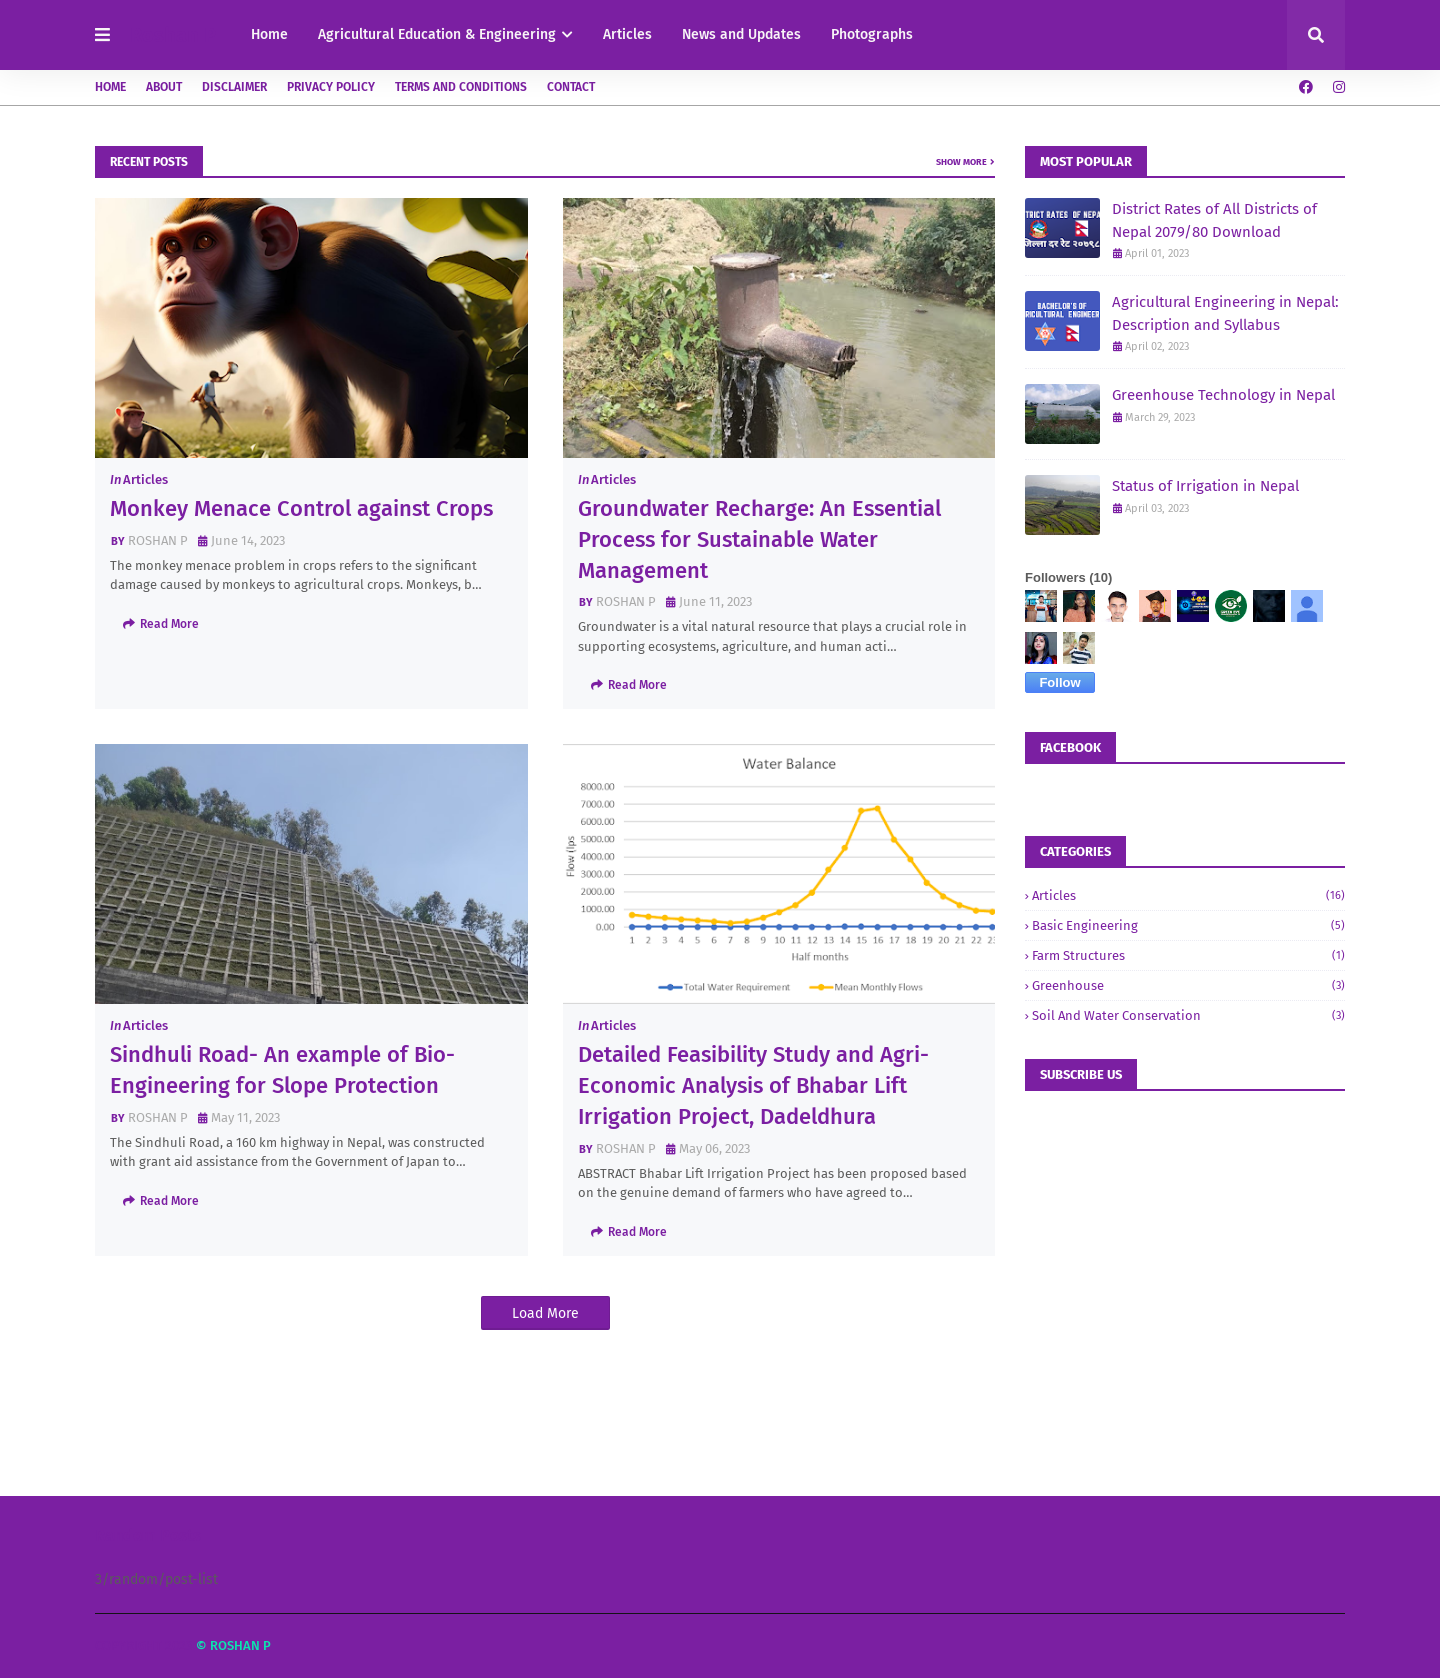 Home Agricultural Education & Engineering Articles News and Updates Photographs
HOME ABOUT DISCLAIMER PRIVACY POLICY TERMS AND CONDITIONS CONTACT
RECENT POSTS
SHOW MORE >
In Articles
Monkey Menace Control against Crops
BY ROSHAN P June 14, 2023
The monkey menace problem in crops refers to the significant
damage caused by monkeys to agricultural crops. Monkeys, b…
Read More
In Articles
Groundwater Recharge: An Essential
Process for Sustainable Water
Management
BY ROSHAN P June 11, 2023
Groundwater is a vital natural resource that plays a crucial role in
supporting ecosystems, agriculture, and human acti…
Read More
In Articles
Sindhuli Road- An example of Bio-
Engineering for Slope Protection
BY ROSHAN P May 11, 2023
The Sindhuli Road, a 160 km highway in Nepal, was constructed
with grant aid assistance from the Government of Japan to…
Read More
Water Balance
8000.00
7000.00
6000.00
5000.00
4000.00
3000.00
2000.00
1000.00
0.00
Flow (lps
1 2 3 4 5 6 7 8 9 10 11 12 13 14 15 16 17 18 19 20 21 22 23
Half months
Total Water Requirement Mean Monthly Flows
In Articles
Detailed Feasibility Study and Agri-
Economic Analysis of Bhabar Lift
Irrigation Project, Dadeldhura
BY ROSHAN P May 06, 2023
ABSTRACT Bhabar Lift Irrigation Project has been proposed based
on the genuine demand of farmers who have agreed to…
Read More
Load More
MOST POPULAR
TRICT RATES OF NEPA
जिल्ला दर रेट २०७९८
District Rates of All Districts of
Nepal 2079/80 Download
April 01, 2023
BACHELOR'S OF
RICULTURAL ENGINEER
Agricultural Engineering in Nepal:
Description and Syllabus
April 02, 2023
Greenhouse Technology in Nepal
March 29, 2023
Status of Irrigation in Nepal
April 03, 2023
Followers (10)
Follow
FACEBOOK
CATEGORIES
› Articles (16)
› Basic Engineering (5)
› Farm Structures (1)
› Greenhouse (3)
› Soil And Water Conservation (3)
SUBSCRIBE US
3/random/post-list
© ROSHAN P